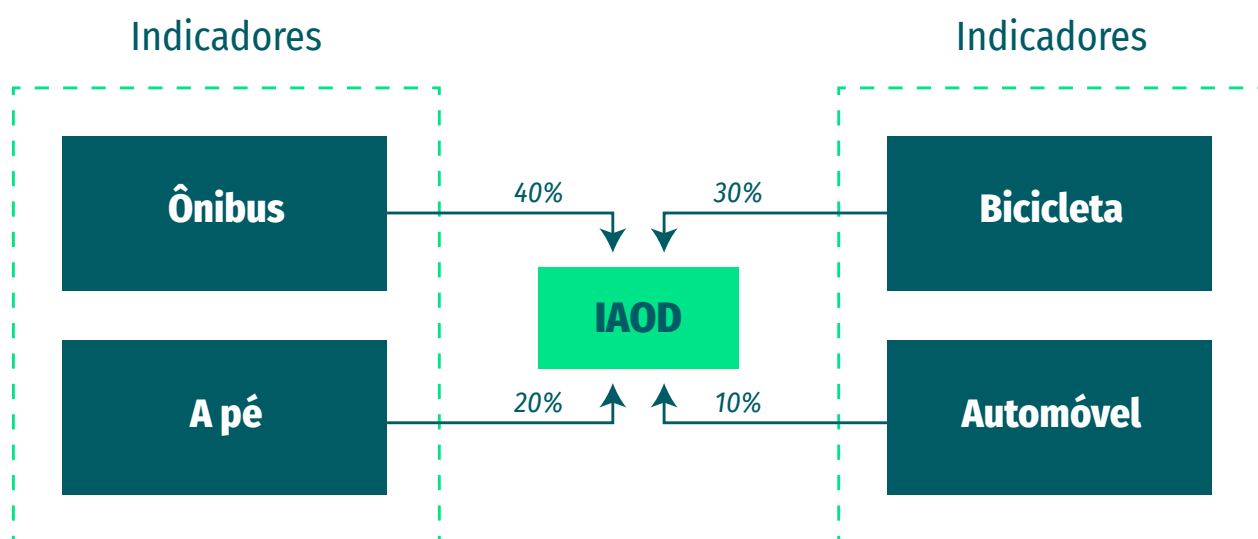 Indicadores
Indicadores
Ônibus
40%
30%
Bicicleta
IAOD
A pé
20%
10%
Automóvel